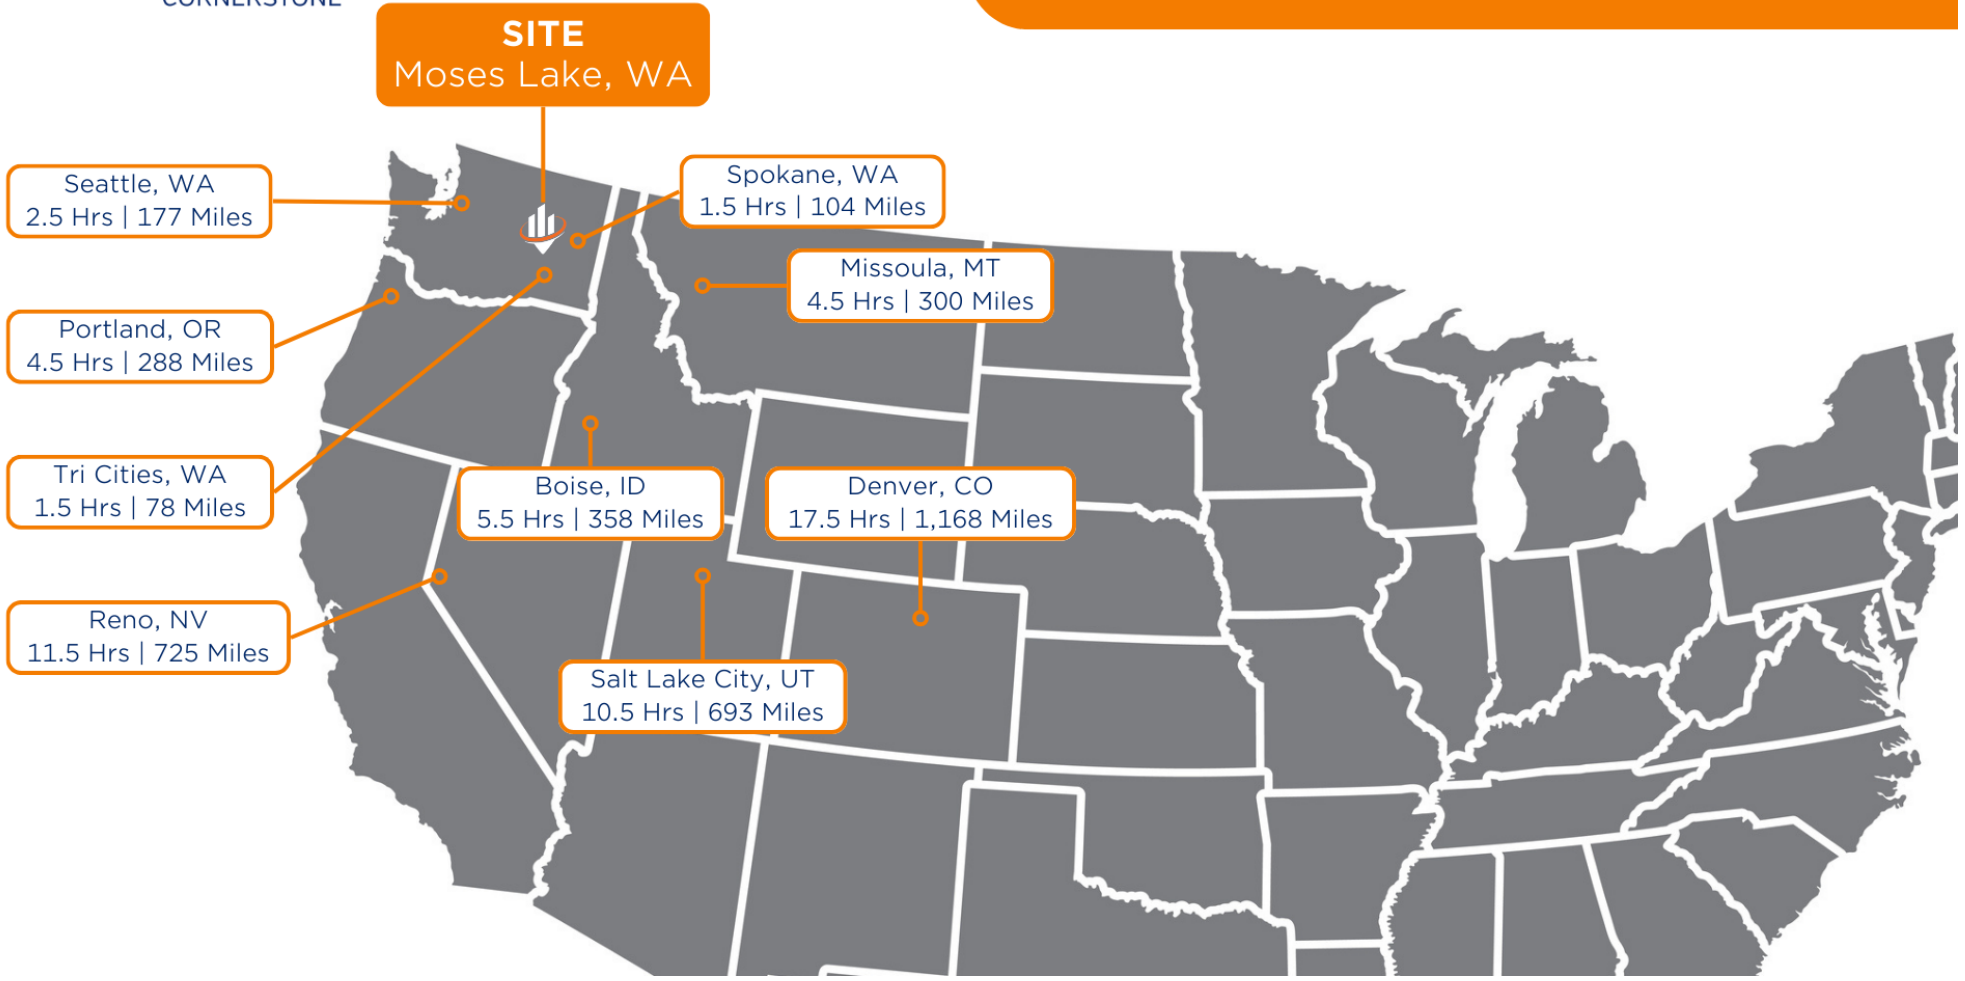 CORNERSTONE
SITE
Moses Lake, WA
Seattle, WA
2.5 Hrs | 177 Miles
Spokane, WA
1.5 Hrs | 104 Miles
Missoula, MT
4.5 Hrs | 300 Miles
Portland, OR
4.5 Hrs | 288 Miles
Tri Cities, WA
1.5 Hrs | 78 Miles
Boise, ID
5.5 Hrs | 358 Miles
Denver, CO
17.5 Hrs | 1,168 Miles
Reno, NV
11.5 Hrs | 725 Miles
Salt Lake City, UT
10.5 Hrs | 693 Miles